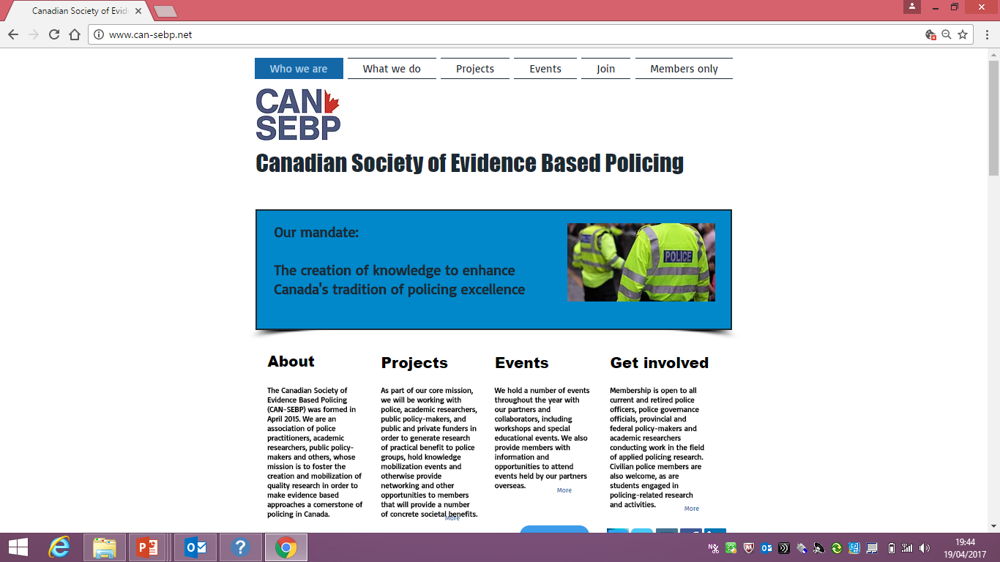 Canadian Society of Evid
www.can-sebp.net
Who we are
What we do
Projects
Events
Join
Members only
CAN
SEBP
Canadian Society of Evidence Based Policing
Our mandate:
The creation of knowledge to enhance
Canada's tradition of policing excellence
POLICE
About
The Canadian Society of
Evidence Based Policing
(CAN-SEBP) was formed in
April 2015. We are an
association of police
practitioners, academic
researchers, public policy-
makers and others, whose
mission is to foster the
creation and mobilization of
quality research in order to
make evidence based
approaches a cornerstone of
policing in Canada.
Projects
As part of our core mission,
we will be working with
police, academic researchers,
public policy-makers, and
public and private funders in
order to generate research
of practical benefit to police
groups, hold knowledge
mobilization events and
otherwise provide
networking and other
opportunities to members
that will provide a number
of concrete societal benefits.
More
Events
We hold a number of events
throughout the year with
our partners and
collaborators, including
workshops and special
educational events. We also
provide members with
information and
opportunities to attend
events held by our partners
overseas.
More
Get involved
Membership is open to all
current and retired police
officers, police governance
officials, provincial and
federal policy-makers and
academic researchers
conducting work in the field
of applied policing research.
Civilian police members are
also welcome, as are
students engaged in
policing-related research
and activities.
More
19:44
19/04/2017